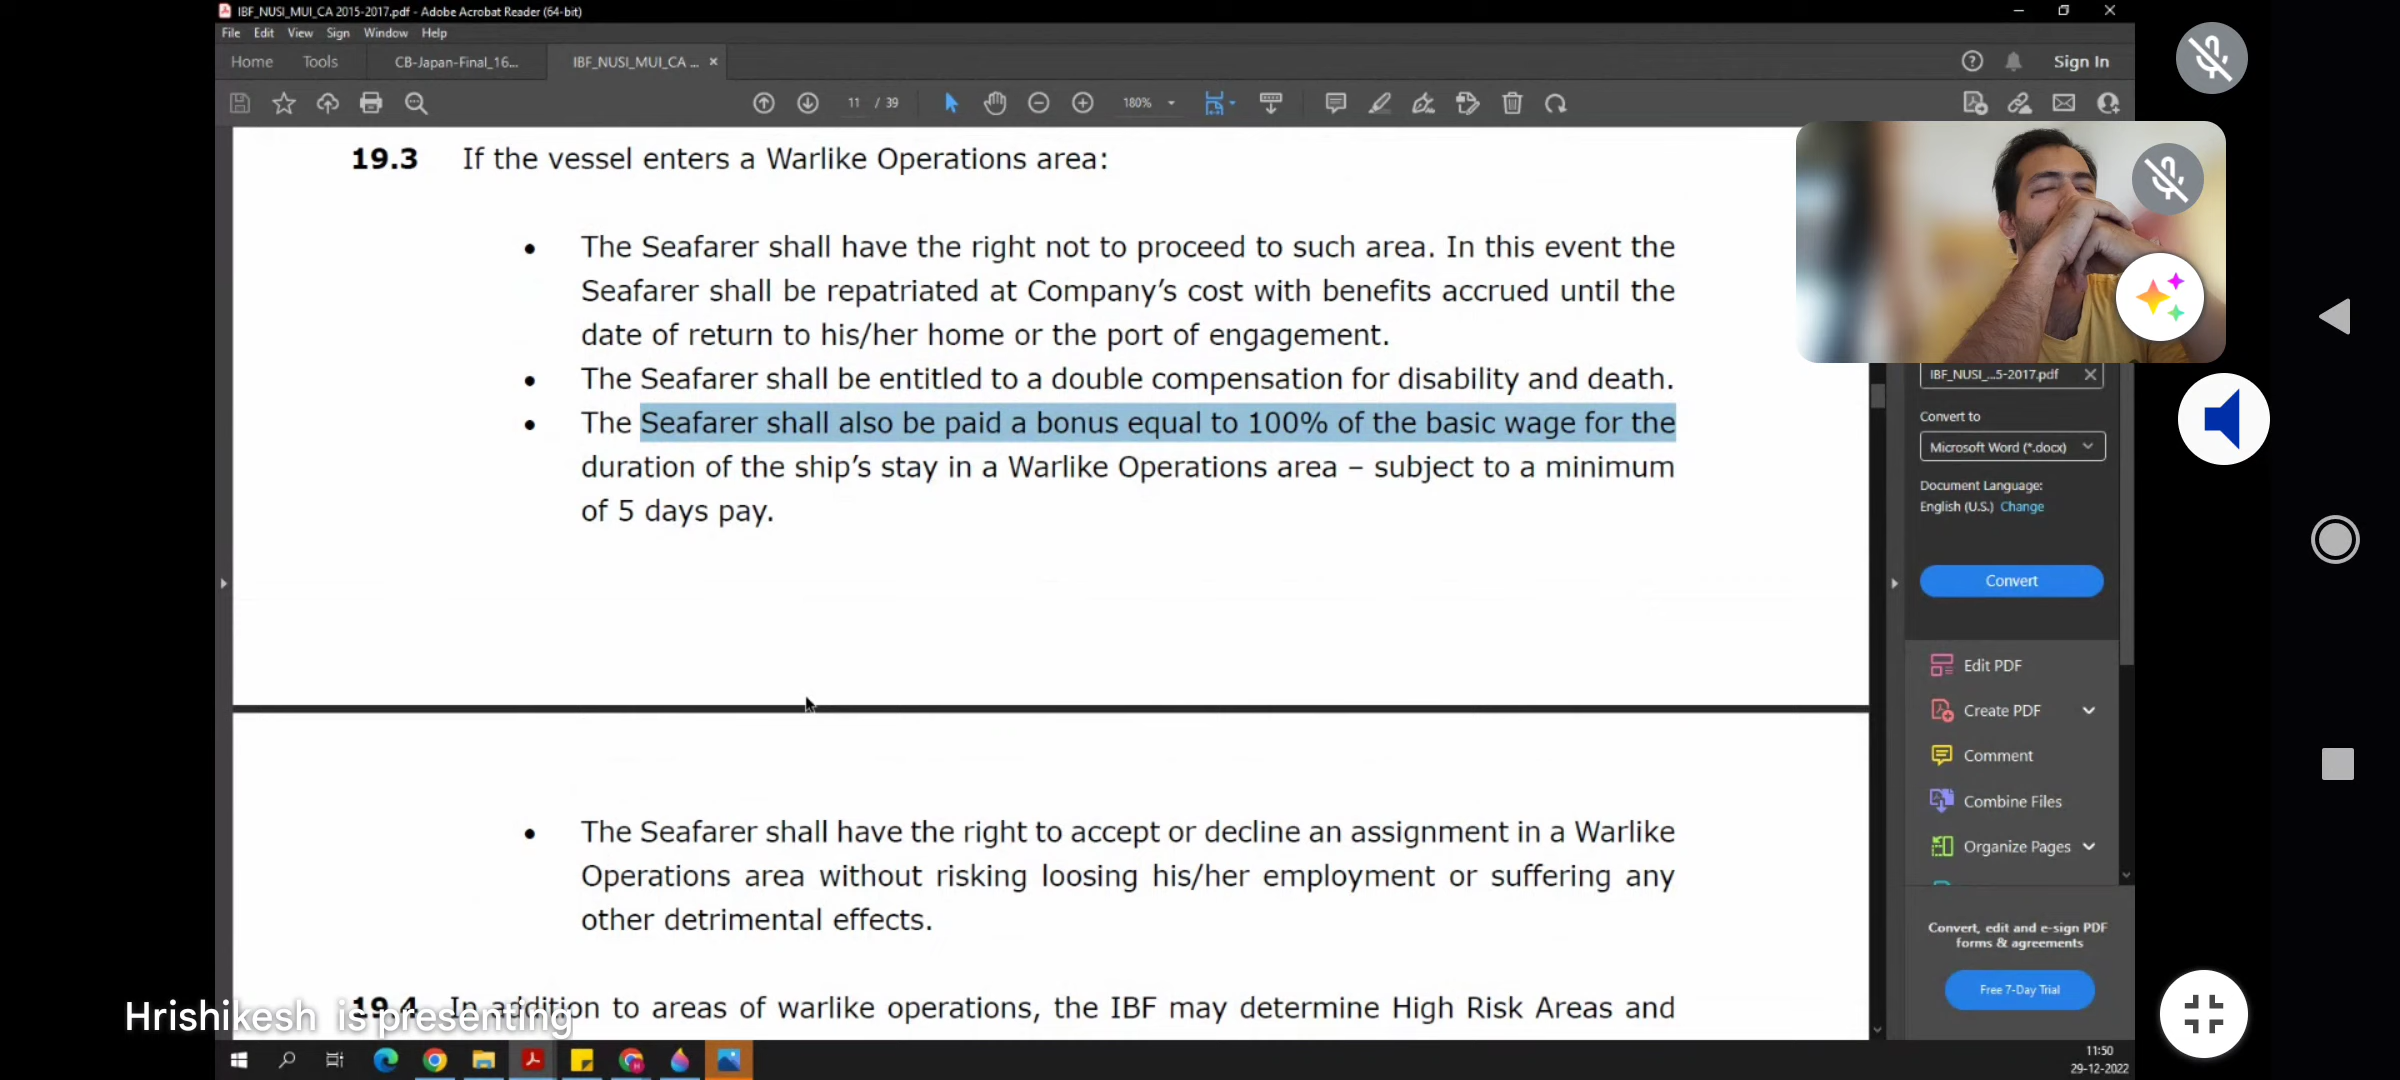 IBF_NUSI_MUI_CA 2015-2017.pdf - Adobe Acrobat Reader (64-bit)
File Edit View Sign Window Help
Home Tools CB-Japan-Final_16... IBF_NUSI_MUI_CA ... × Sign In
11 / 39 180%
19.3 If the vessel enters a Warlike Operations area:
• The Seafarer shall have the right not to proceed to such area. In this event the
Seafarer shall be repatriated at Company’s cost with benefits accrued until the
date of return to his/her home or the port of engagement.
• The Seafarer shall be entitled to a double compensation for disability and death.
• The Seafarer shall also be paid a bonus equal to 100% of the basic wage for the
duration of the ship’s stay in a Warlike Operations area – subject to a minimum
of 5 days pay.
• The Seafarer shall have the right to accept or decline an assignment in a Warlike
Operations area without risking loosing his/her employment or suffering any
other detrimental effects.
19.4 In addition to areas of warlike operations, the IBF may determine High Risk Areas and
Hrishikesh is presenting
IBF_NUSI_...5-2017.pdf
Convert to
Microsoft Word (*.docx)
Document Language:
English (U.S.) Change
Convert
Edit PDF
Create PDF
Comment
Combine Files
Organize Pages
Convert, edit and e-sign PDF
forms & agreements
Free 7-Day Trial
11:50
29-12-2022